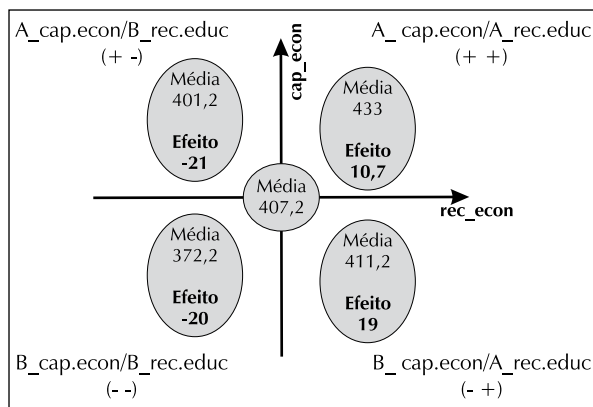 A_cap.econ/B_rec.educ
(+ -)
A_ cap.econ/A_rec.educ
(+ +)
cap_econ
Média
401,2
Efeito
-21
Média
433
Efeito
10,7
Média
407,2
rec_econ
Média
372,2
Efeito
-20
Média
411,2
Efeito
19
B_cap.econ/B_rec.educ
(- -)
B_ cap.econ/A_rec.educ
(- +)